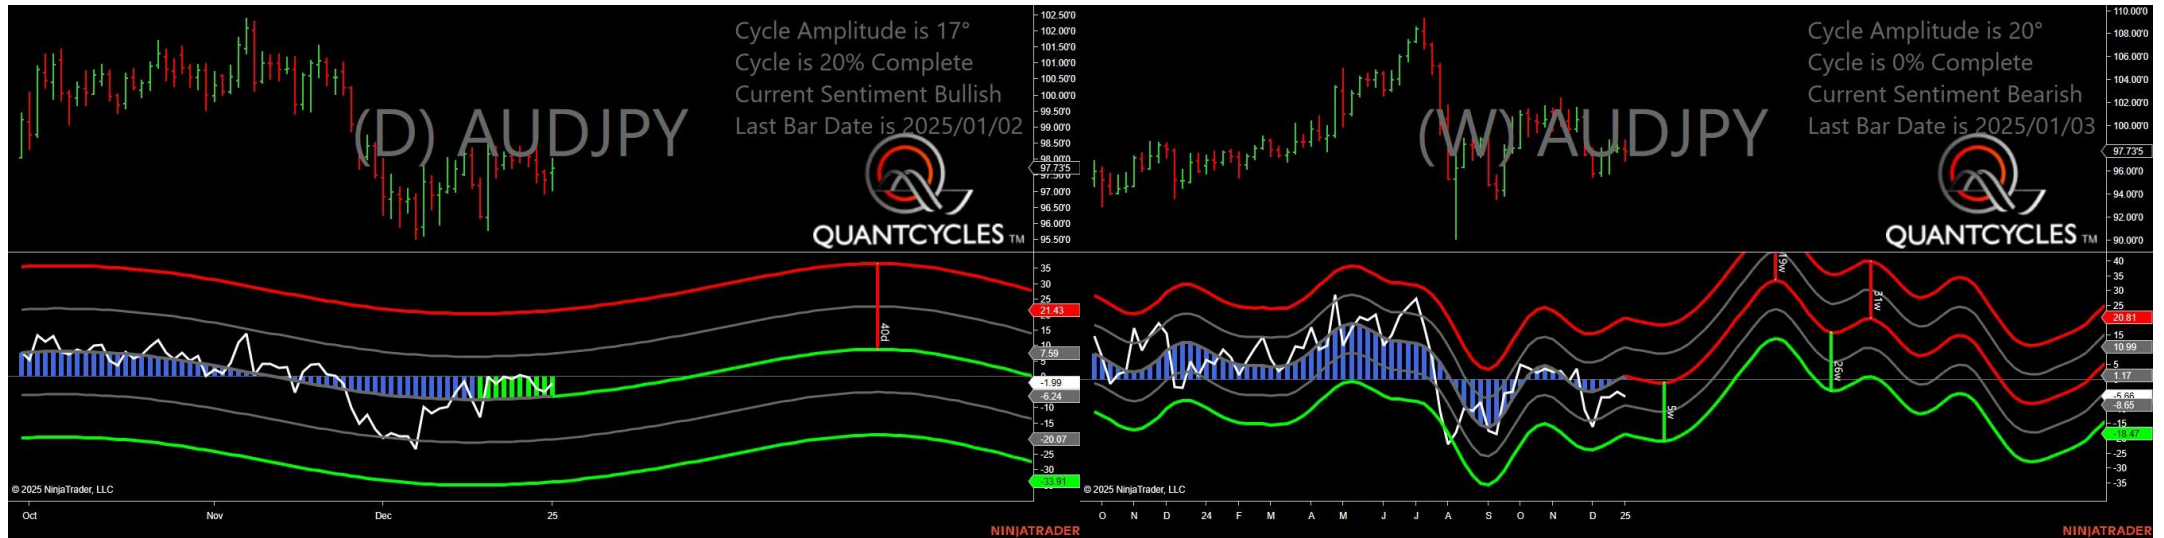 Cycle Amplitude is 17°
Cycle is 20% Complete
Current Sentiment Bullish
Last Bar Date is 2025/01/02
(D) AUDJPY
QUANTCYCLES TM
102.50'0
102.00'0
101.50'0
101.00'0
100.50'0
100.00'0
99.50'0
99.00'0
98.50'0
98.00'0
97.73'5
97.00'0
96.50'0
96.00'0
95.50'0
40d
35
30
25
21.43
15
10
7.59
5
0
-1.99
-6.24
-10
-15
-20.07
-25
-30
-33.91
© 2025 NinjaTrader, LLC
Oct Nov Dec 25
NINJATRADER
Cycle Amplitude is 20°
Cycle is 0% Complete
Current Sentiment Bearish
Last Bar Date is 2025/01/03
(W) AUDJPY
QUANTCYCLES TM
110.00'0
108.00'0
106.00'0
104.00'0
102.00'0
100.00'0
97.73'5
96.00'0
94.00'0
92.00'0
90.00'0
19w
31w
26w
5w
40
35
30
25
20.81
15
10.99
5
1.17
-5.66
-8.65
-15
-18.47
-25
-30
-35
© 2025 NinjaTrader, LLC
O N D 24 F M A M J J A S O N D 25
NINJATRADER